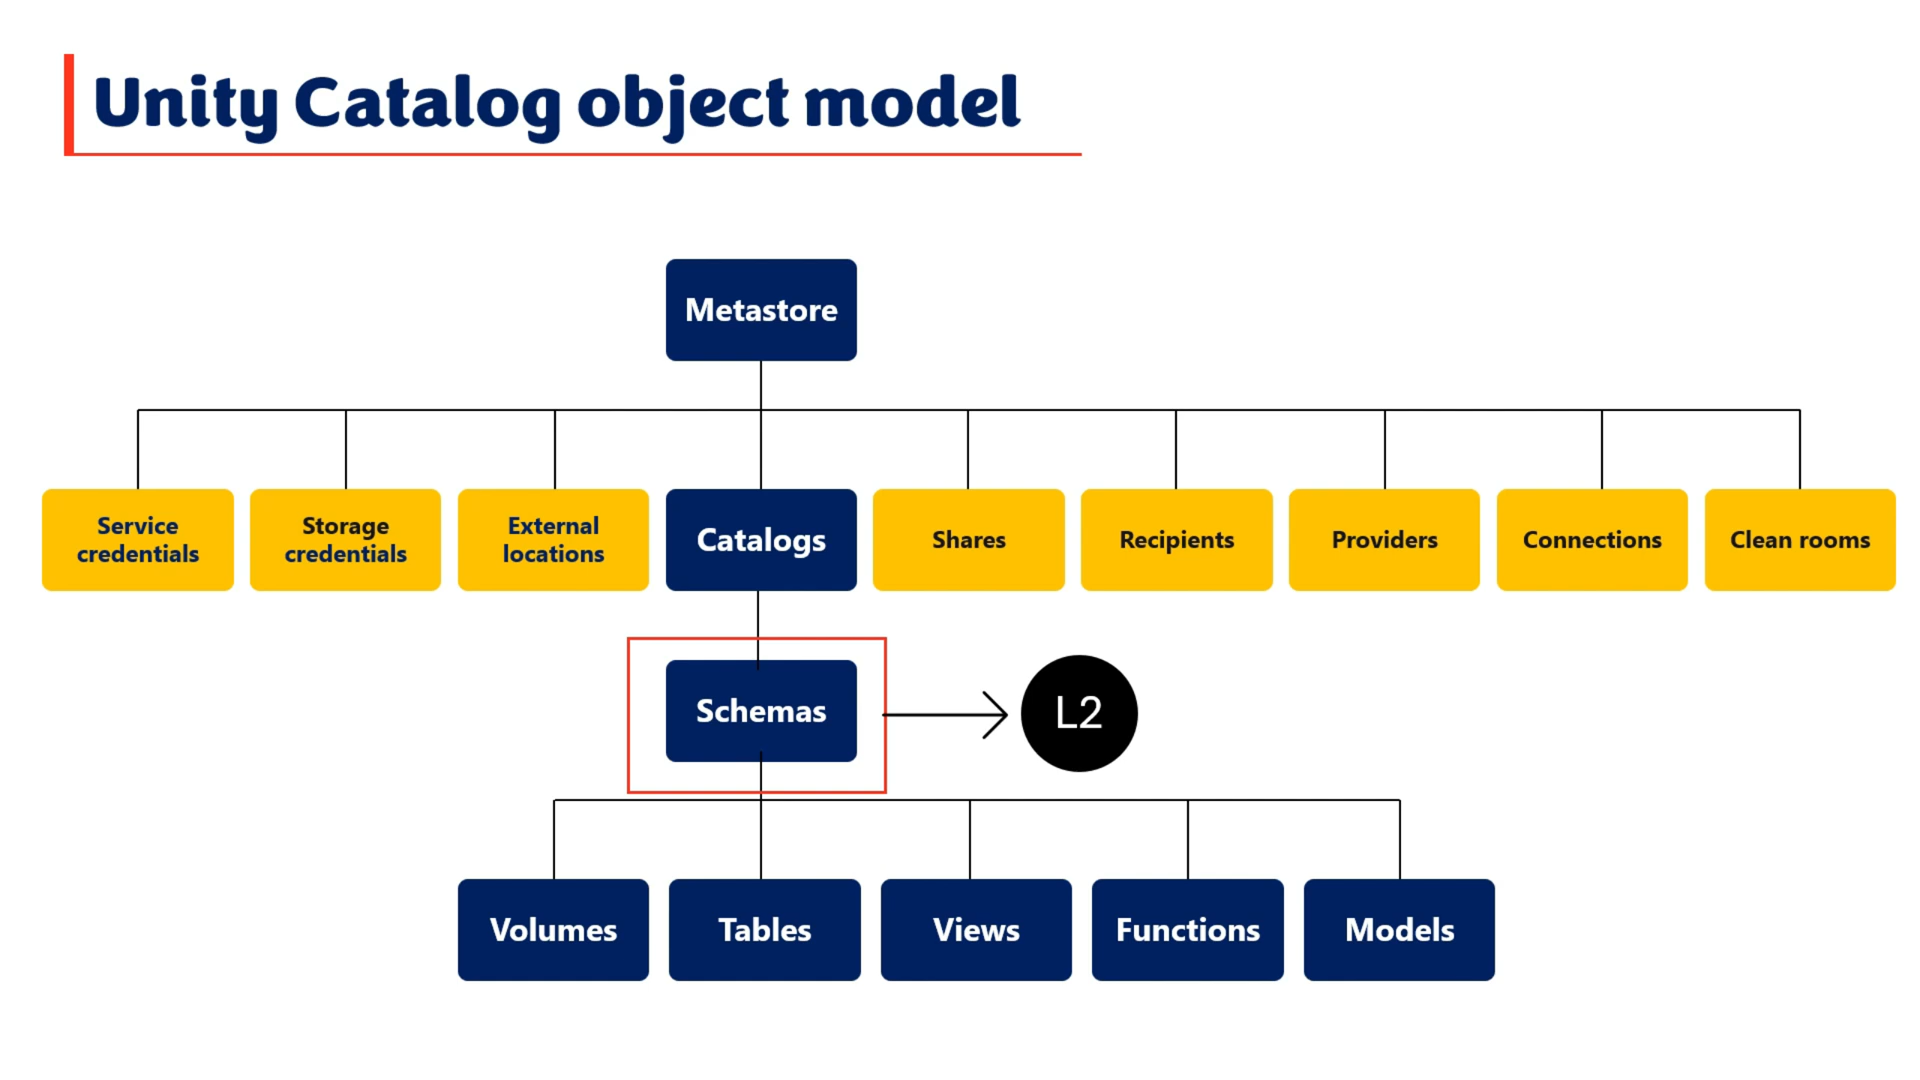 Unity Catalog object model
Metastore
Service
credentials
Storage
credentials
External
locations
Catalogs
Shares
Recipients
Providers
Connections
Clean rooms
Schemas
L2
Volumes
Tables
Views
Functions
Models